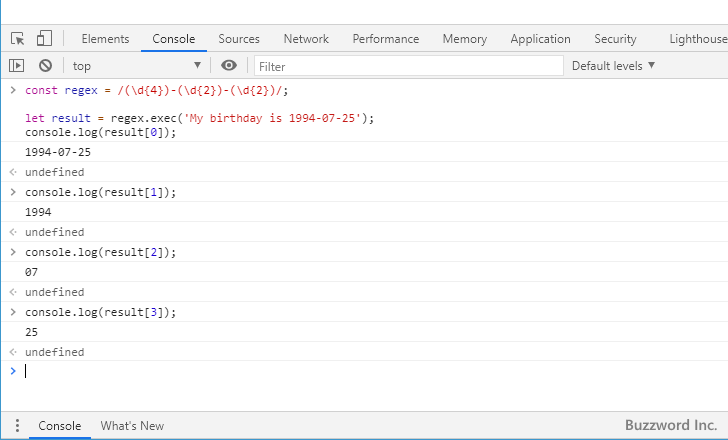 Elements Console Sources Network Performance Memory Application Security Lighthouse
top Filter Default levels
> const regex = /(\d{4})-(\d{2})-(\d{2})/;
let result = regex.exec('My birthday is 1994-07-25');
console.log(result[0]);
1994-07-25
undefined
> console.log(result[1]);
1994
undefined
> console.log(result[2]);
07
undefined
> console.log(result[3]);
25
undefined
>
Console What's New
Buzzword Inc.